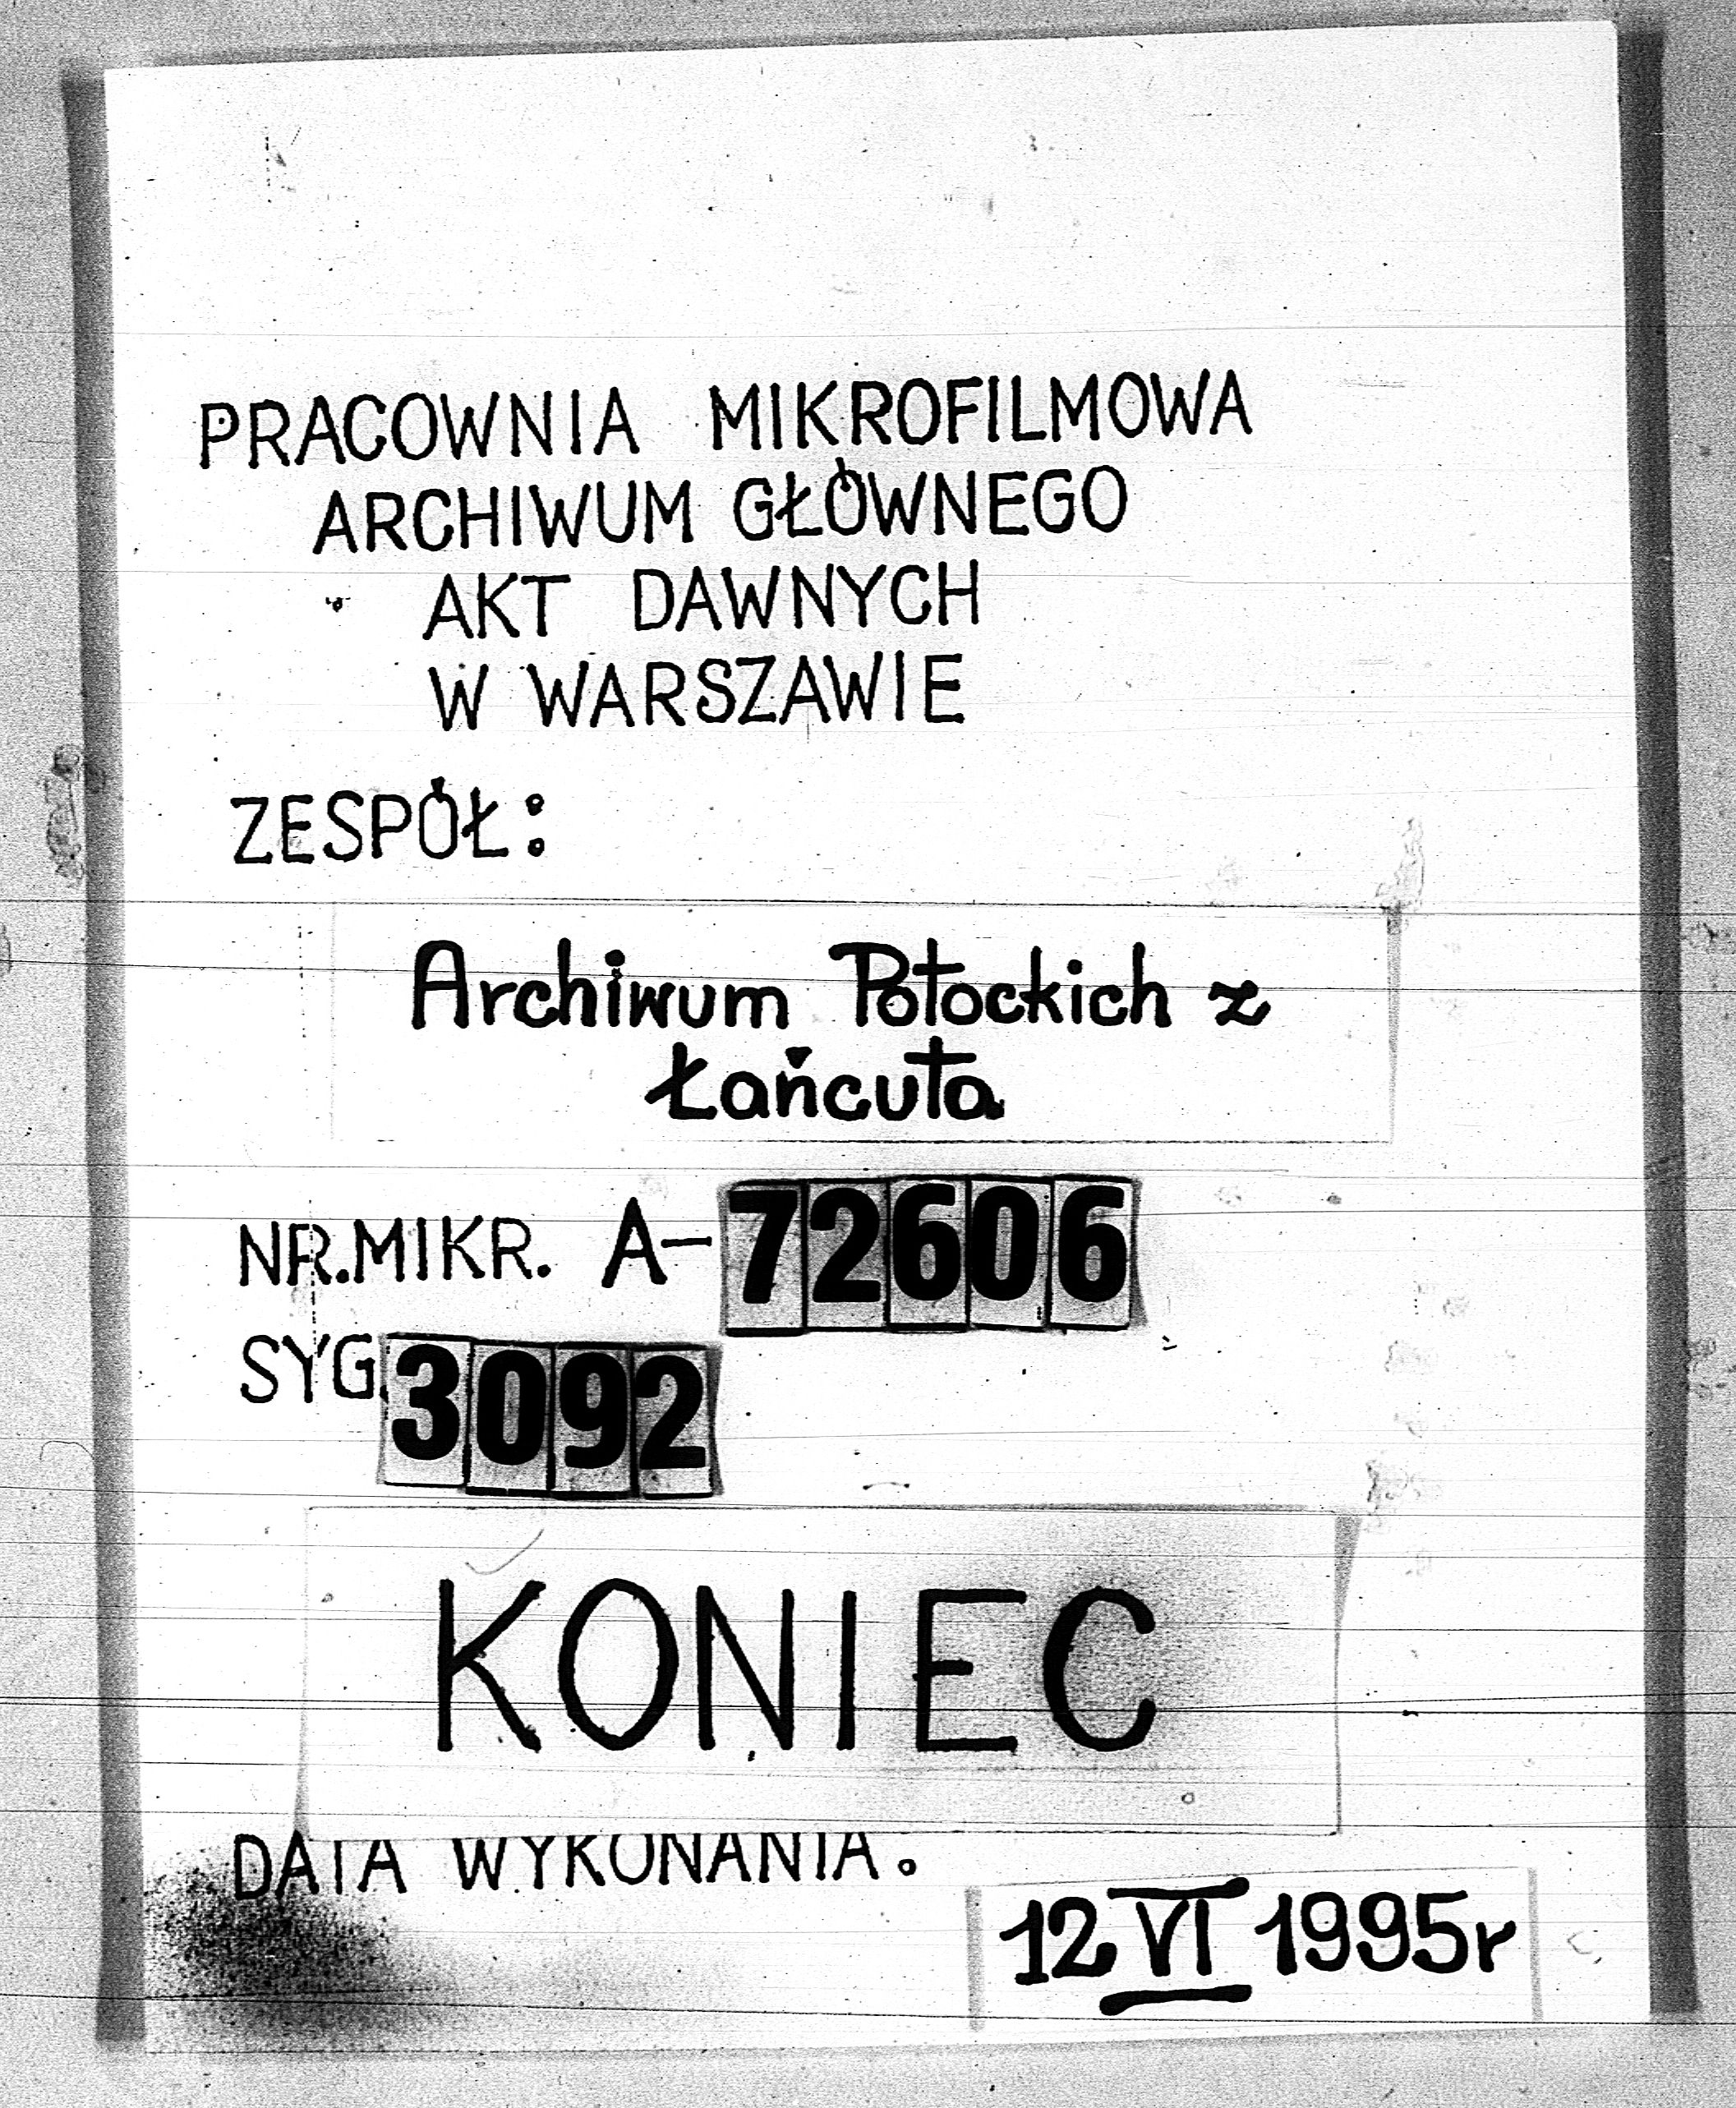 PRACOWNIA MIKROFILMOWA
ARCHIWUM GŁÓWNEGO
AKT DAWNYCH
W WARSZAWIE
ZESPÓŁ:
Archiwum Potockich z
Łańcuta
NR.MIKR. A-72606
SYG.3092
KONIEC
DATA WYKONANIA.
12 VI 1995r